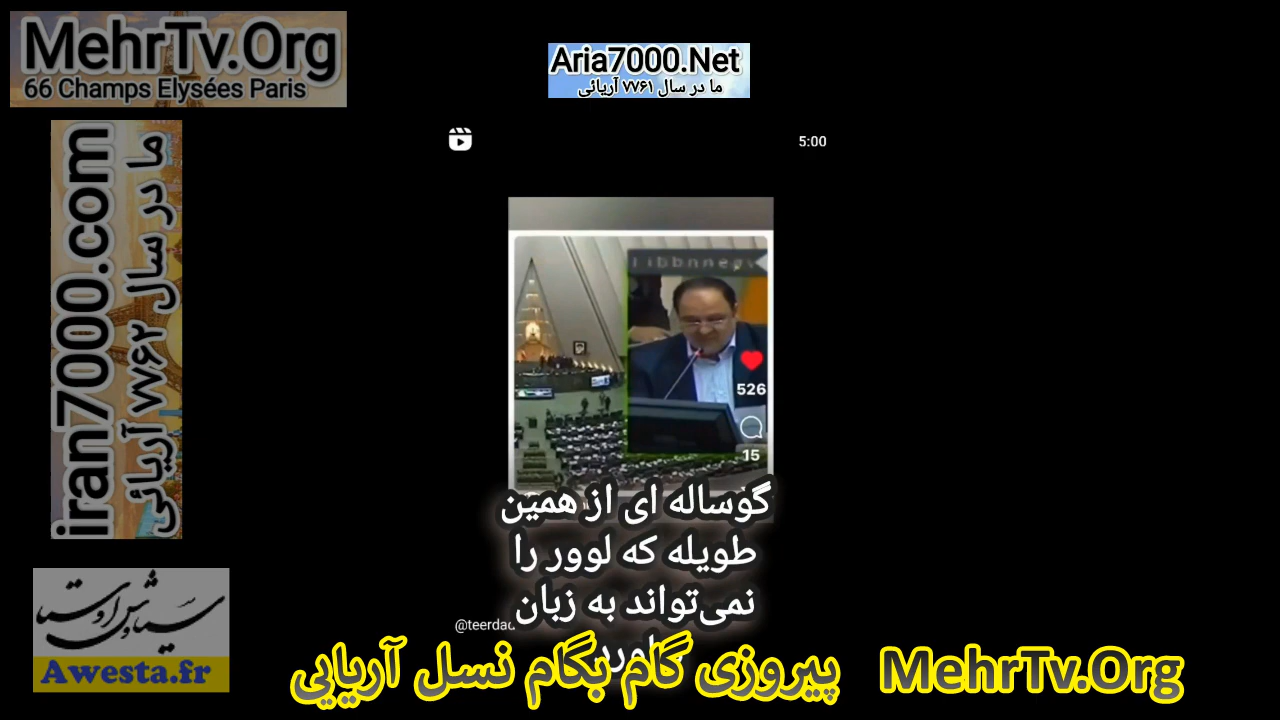 MehrTv.Org
66 Champs Elysées Paris
Aria7000.Net
ما در سال ۷۷۶۱ آریائی
iran7000.com
ما در سال ۷۷۶۲ آریائی
5:00
526
15
گوساله ای از همین
طویله که لوور را
نمی‌تواند به زبان
@teerdad
سیاوش اوستا
Awesta.fr
پیروزی گام بگام نسل آریایی MehrTv.Org